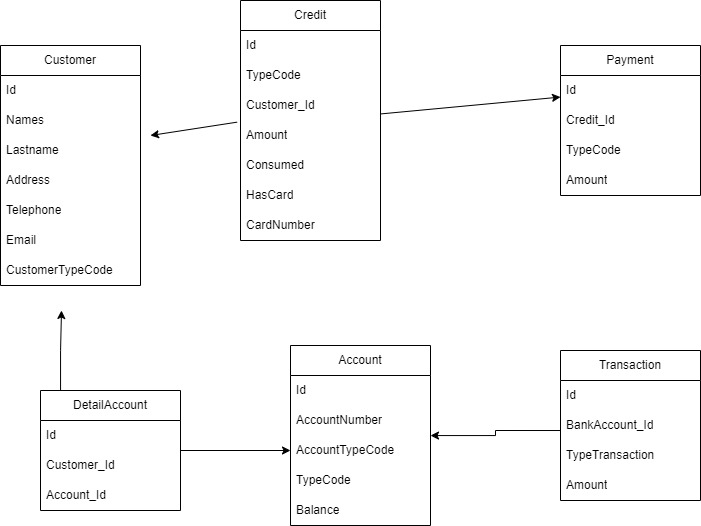 Credit
Id
TypeCode
Customer_Id
Amount
Consumed
HasCard
CardNumber
Customer
Id
Names
Lastname
Address
Telephone
Email
CustomerTypeCode
Payment
Id
Credit_Id
TypeCode
Amount
DetailAccount
Id
Customer_Id
Account_Id
Account
Id
AccountNumber
AccountTypeCode
TypeCode
Balance
Transaction
Id
BankAccount_Id
TypeTransaction
Amount